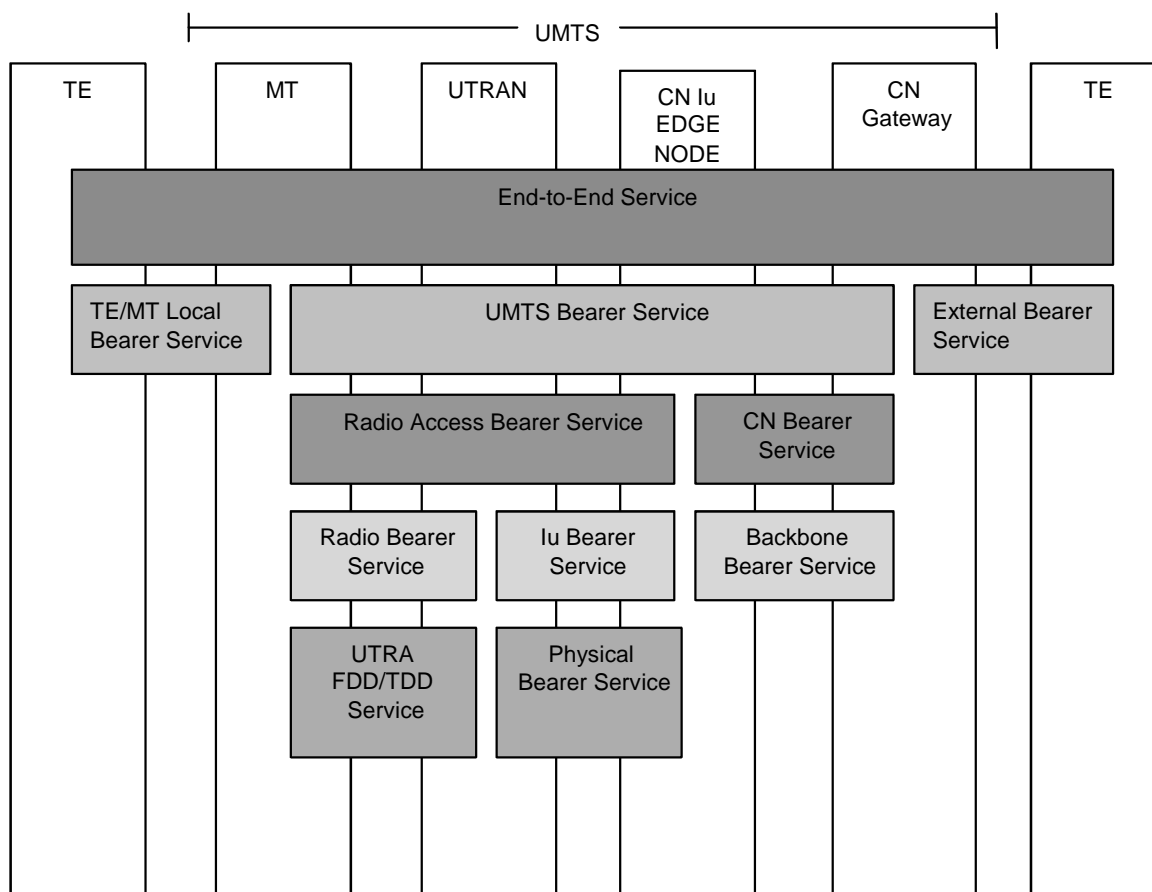 UMTS
TE
MT
UTRAN
CN Iu
EDGE
NODE
CN
Gateway
TE
End-to-End Service
TE/MT Local
Bearer Service
UMTS Bearer Service
External Bearer
Service
Radio Access Bearer Service
CN Bearer
Service
Radio Bearer
Service
Iu Bearer
Service
Backbone
Bearer Service
UTRA
FDD/TDD
Service
Physical
Bearer Service